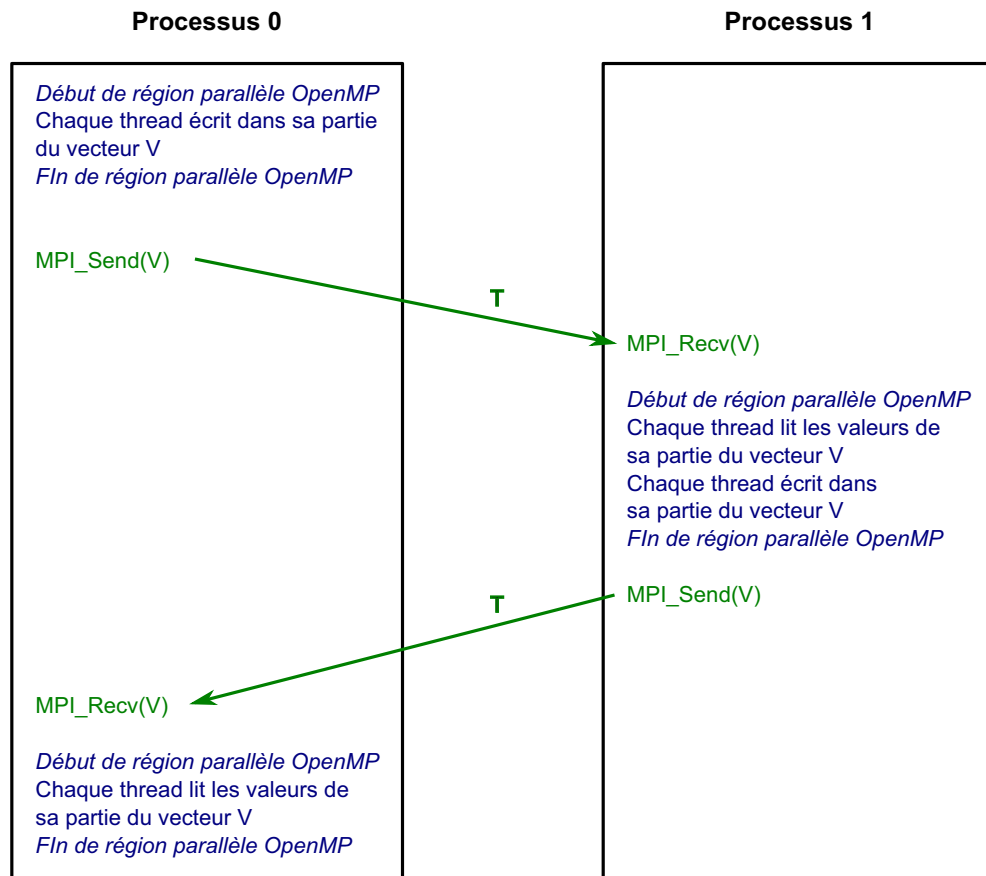 Processus 0
Processus 1
Début de région parallèle OpenMP
Chaque thread écrit dans sa partie
du vecteur V
FIn de région parallèle OpenMP
MPI_Send(V)
T
MPI_Recv(V)
Début de région parallèle OpenMP
Chaque thread lit les valeurs de
sa partie du vecteur V
Chaque thread écrit dans
sa partie du vecteur V
FIn de région parallèle OpenMP
MPI_Send(V)
T
MPI_Recv(V)
Début de région parallèle OpenMP
Chaque thread lit les valeurs de
sa partie du vecteur V
FIn de région parallèle OpenMP